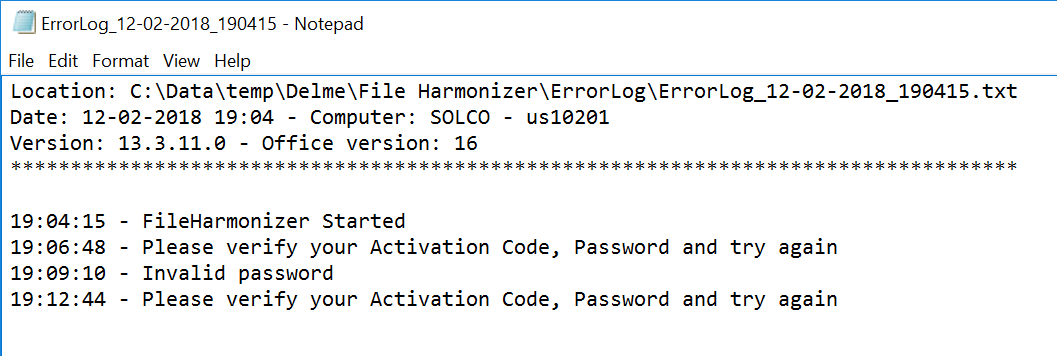 ErrorLog_12-02-2018_190415 - Notepad
File Edit Format View Help
Location: C:\Data\temp\Delme\File Harmonizer\ErrorLog\ErrorLog_12-02-2018_190415.txt
Date: 12-02-2018 19:04 - Computer: SOLCO - us10201
Version: 13.3.11.0 - Office version: 16
************************************************************************************
19:04:15 - FileHarmonizer Started
19:06:48 - Please verify your Activation Code, Password and try again
19:09:10 - Invalid password
19:12:44 - Please verify your Activation Code, Password and try again